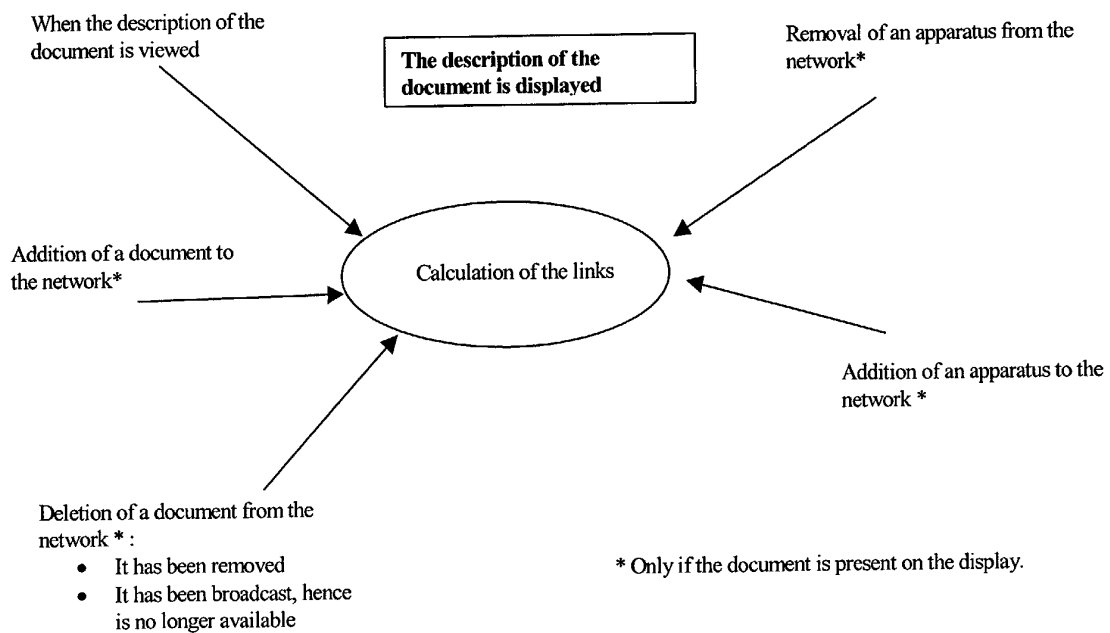 When the description of the
document is viewed
The description of the
document is displayed
Removal of an apparatus from the
network*
Addition of a document to
the network*
Calculation of the links
Addition of an apparatus to the
network *
Deletion of a document from the
network * :
• It has been removed
• It has been broadcast, hence
is no longer available
* Only if the document is present on the display.